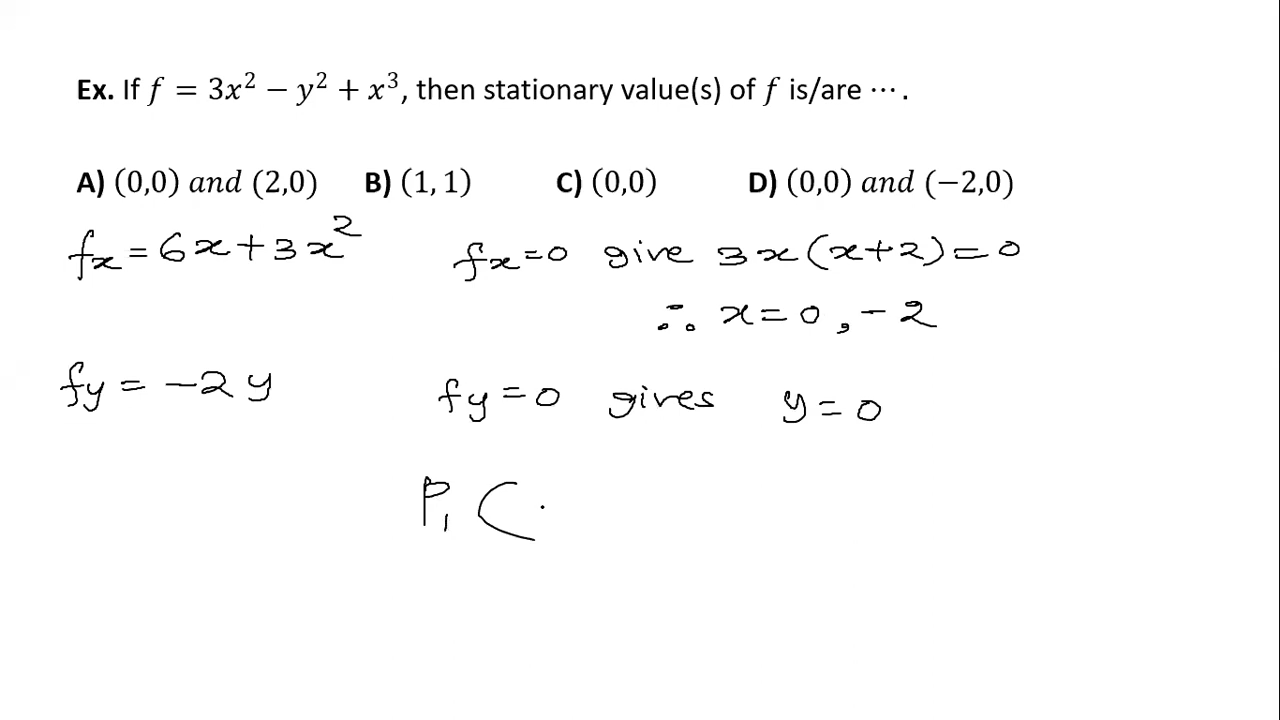 Ex. If 𝑓 = 3𝑥² − 𝑦² + 𝑥³, then stationary value(s) of 𝑓 is/are ⋯ .
A) (0,0) 𝑎𝑛𝑑 (2,0) B) (1, 1) C) (0,0) D) (0,0) 𝑎𝑛𝑑 (−2,0)
fx = 6x + 3x² fx = 0 give 3x(x+2) = 0
∴ x = 0, -2
fy = -2y fy = 0 gives y = 0
P₁ (